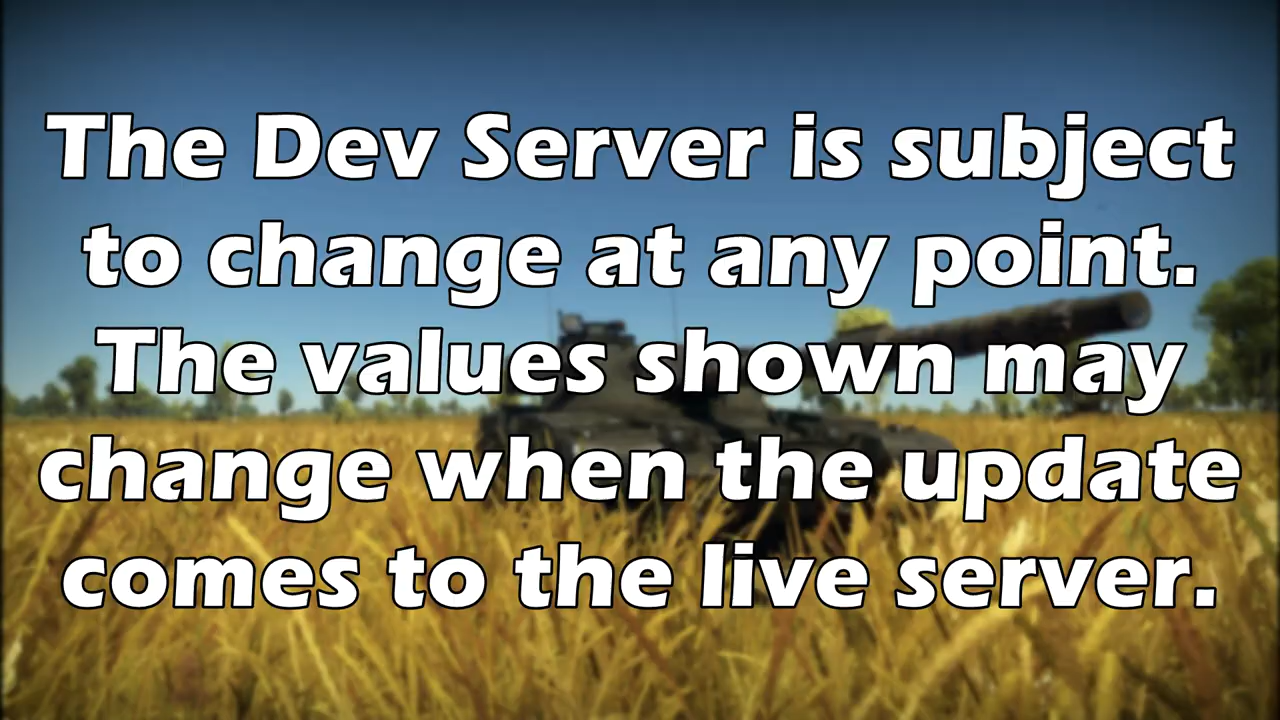 The Dev Server is subject
to change at any point.
The values shown may
change when the update
comes to the live server.